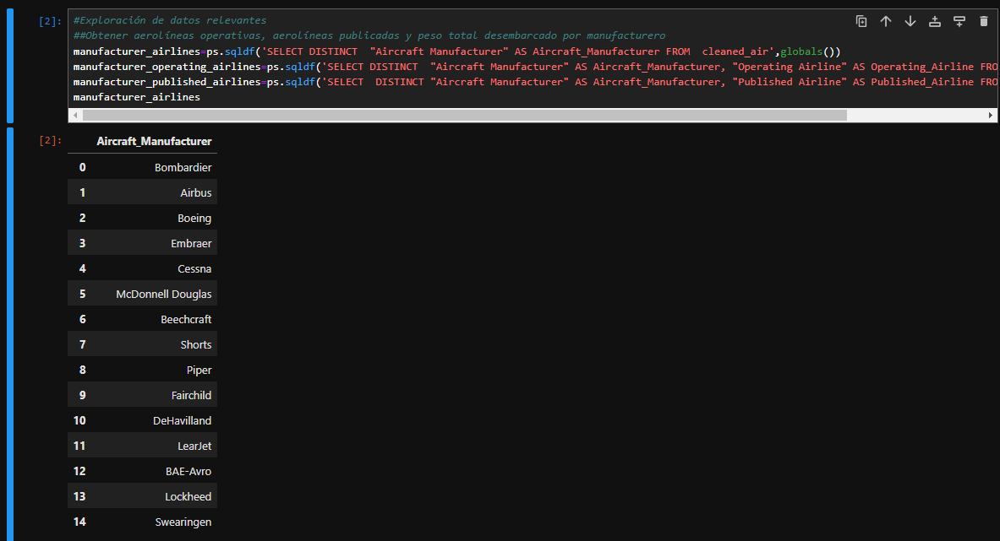 [2]:
#Exploración de datos relevantes
##Obtener aerolíneas operativas, aerolíneas publicadas y peso total desembarcado por manufacturero
manufacturer_airlines=ps.sqldf('SELECT DISTINCT  "Aircraft Manufacturer" AS Aircraft_Manufacturer FROM  cleaned_air',globals())
manufacturer_operating_airlines=ps.sqldf('SELECT DISTINCT  "Aircraft Manufacturer" AS Aircraft_Manufacturer, "Operating Airline" AS Operating_Airline FRO
manufacturer_published_airlines=ps.sqldf('SELECT  DISTINCT "Aircraft Manufacturer" AS Aircraft_Manufacturer, "Published Airline" AS Published_Airline FRO
manufacturer_airlines
[2]:
Aircraft_Manufacturer
0 Bombardier
1 Airbus
2 Boeing
3 Embraer
4 Cessna
5 McDonnell Douglas
6 Beechcraft
7 Shorts
8 Piper
9 Fairchild
10 DeHavilland
11 LearJet
12 BAE-Avro
13 Lockheed
14 Swearingen